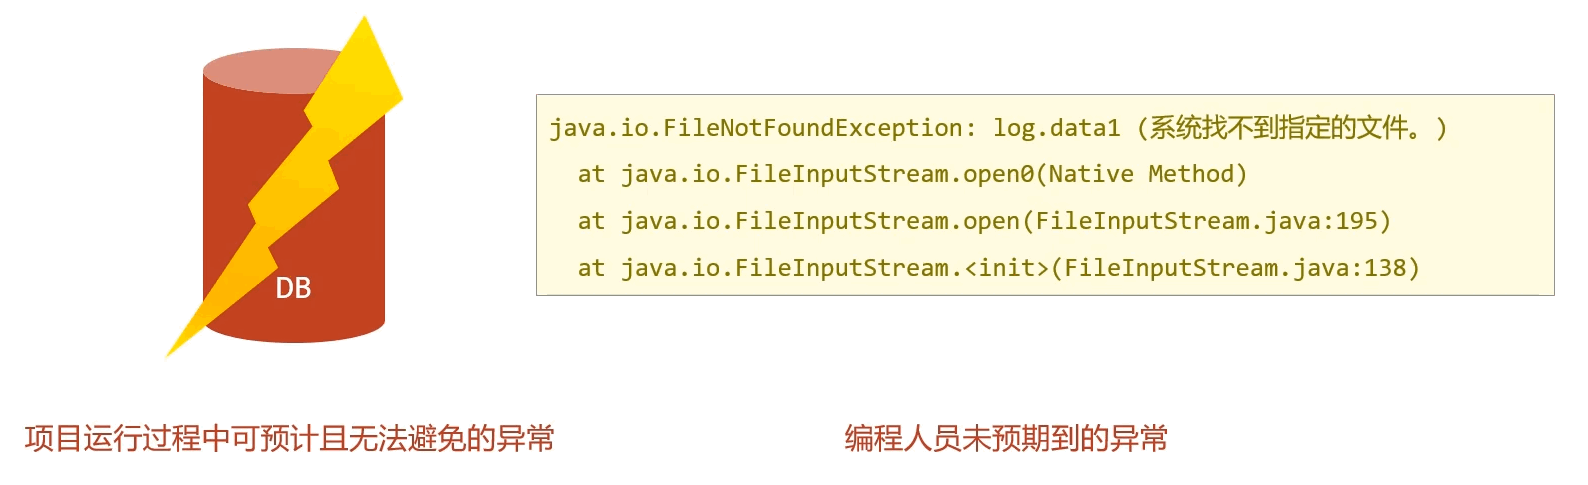 DB
java.io.FileNotFoundException: log.data1 (系统找不到指定的文件。)
at java.io.FileInputStream.open0(Native Method)
at java.io.FileInputStream.open(FileInputStream.java:195)
at java.io.FileInputStream.<init>(FileInputStream.java:138)
项目运行过程中可预计且无法避免的异常
编程人员未预期到的异常